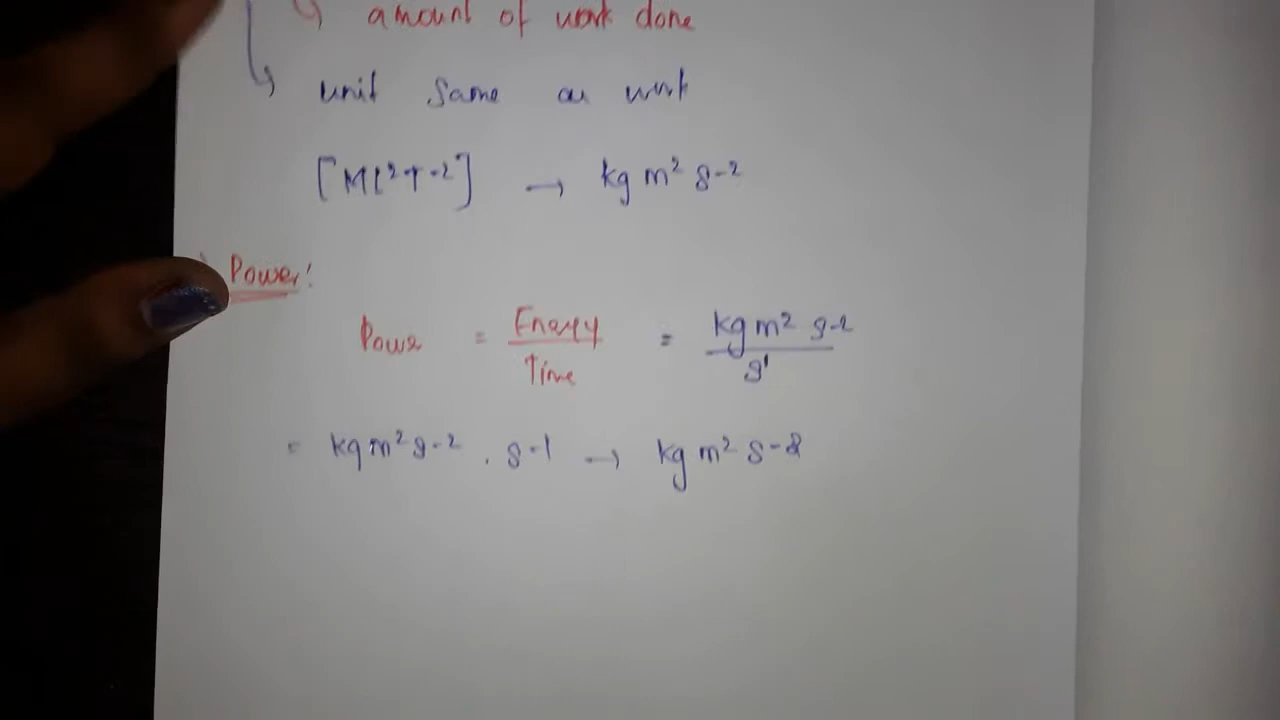 ↳ amount of work done
↳ unit same as work
[ML²T-2] → kg m² s-2
Power!
Power = Energy / Time = kg m² s-2 / s¹
= kg m² s-2 . s-1 → kg m² s-3